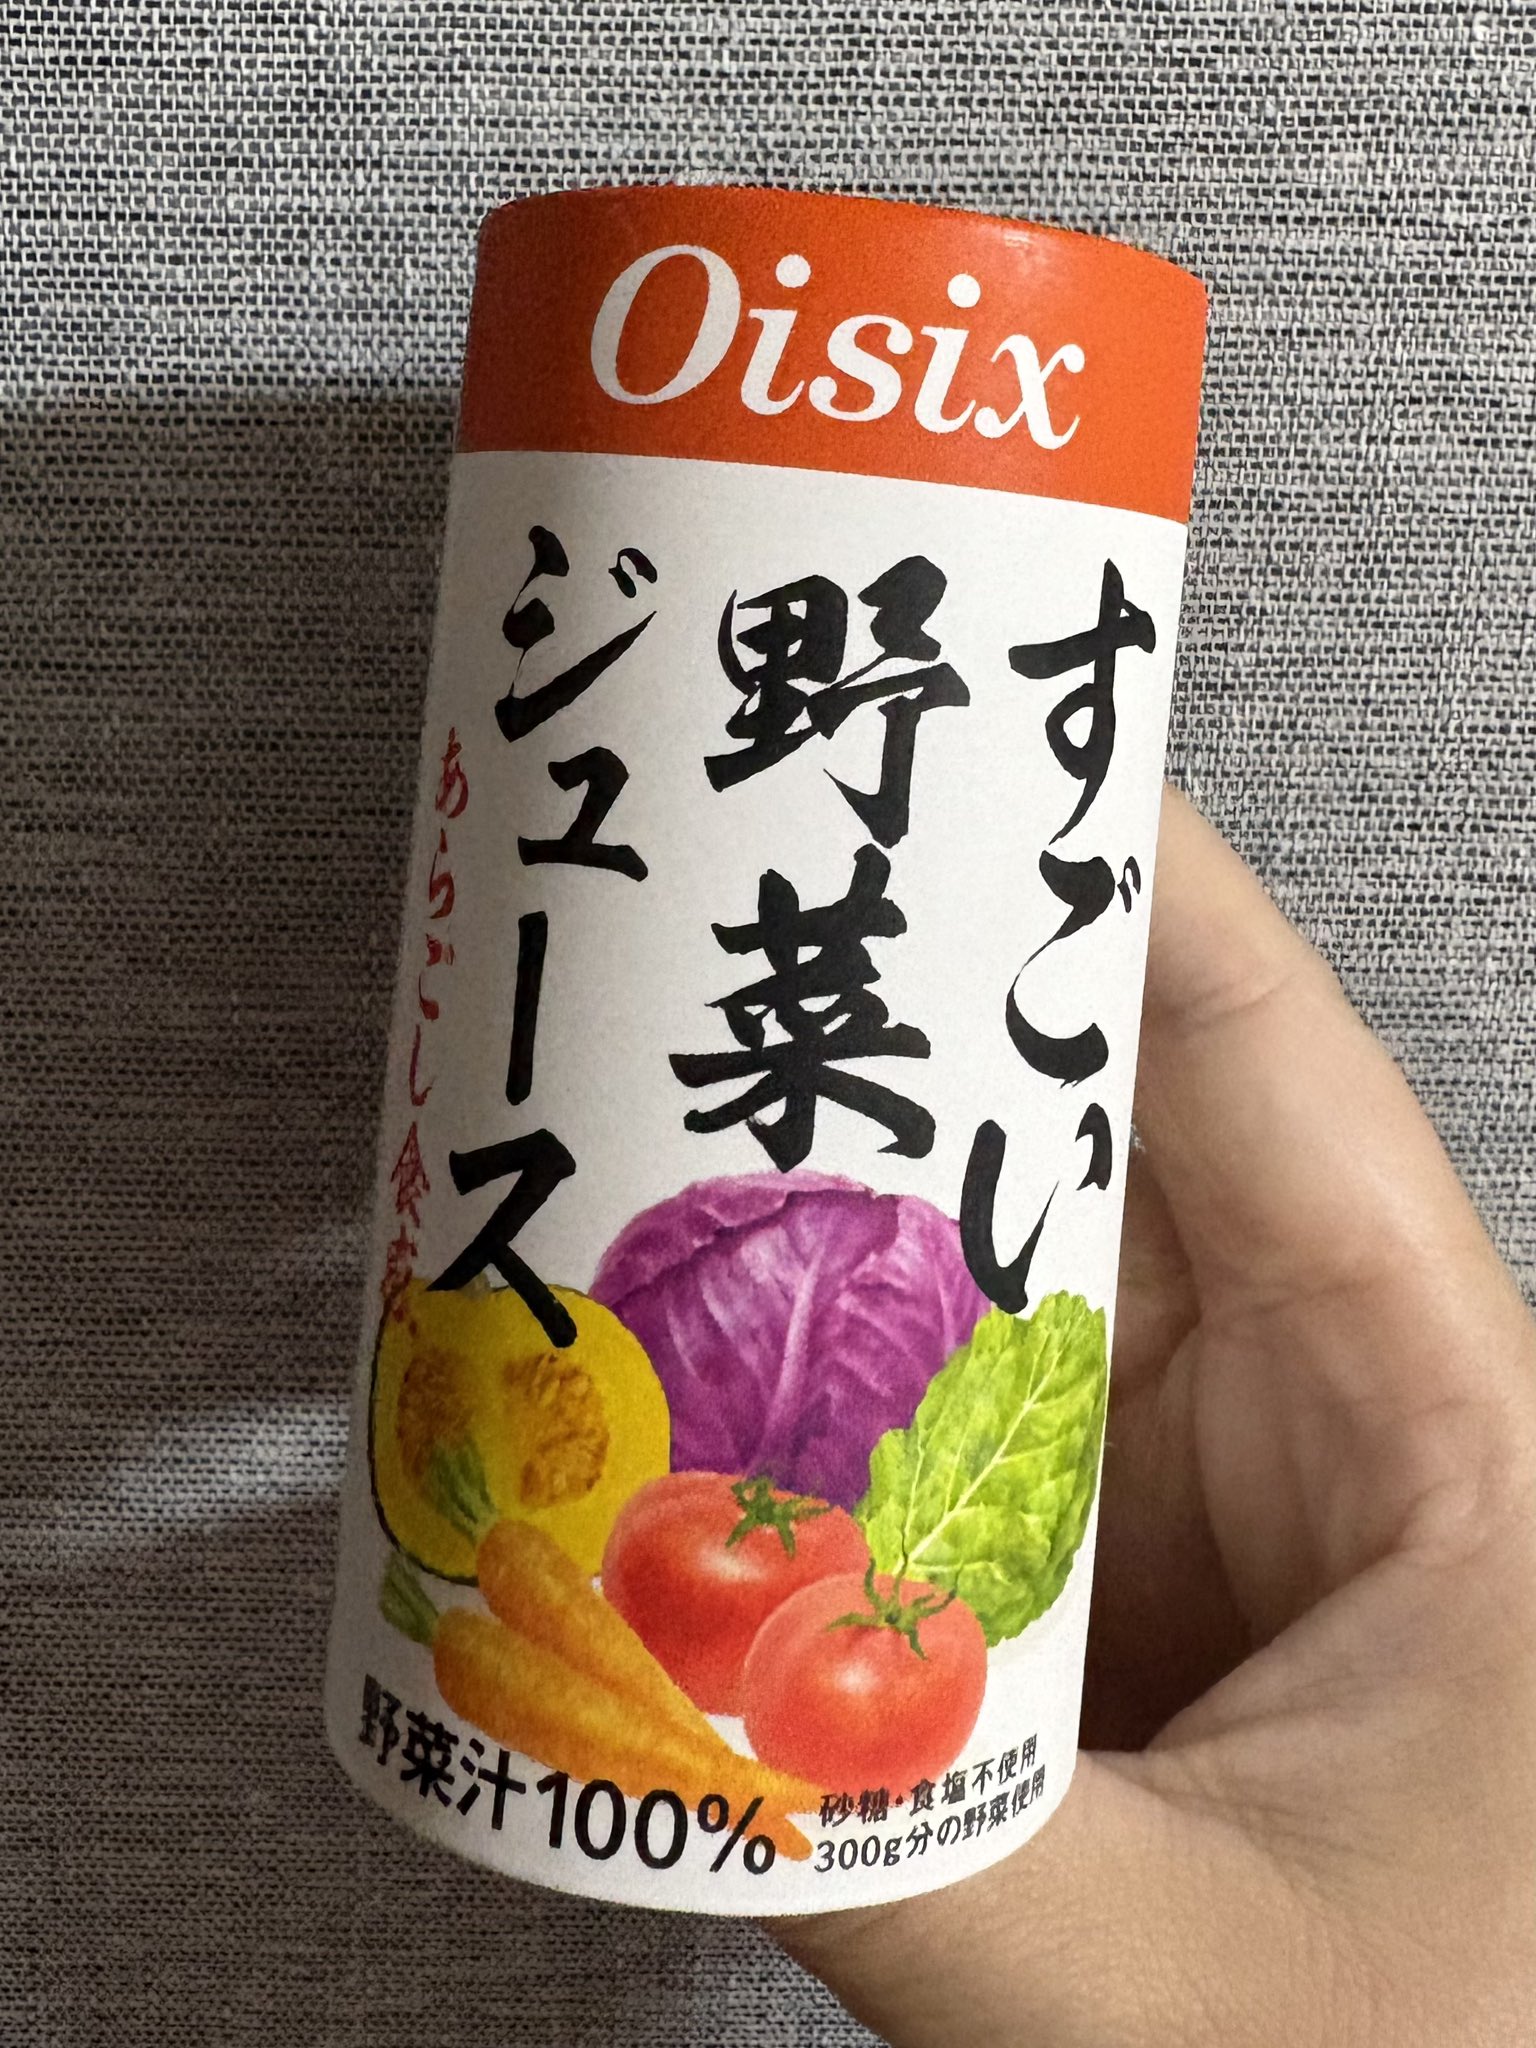 Oisix
すごい
野菜
ジュース
あらごし食感
野菜汁100%
砂糖・食塩不使用
300g分の野菜使用